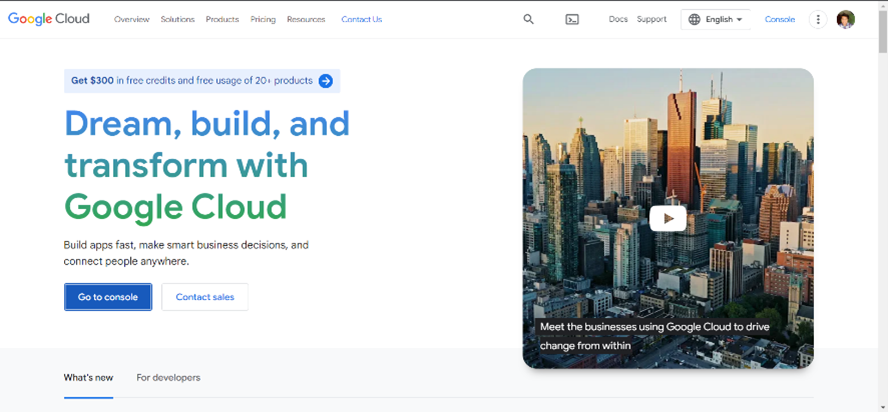 Google Cloud
Overview
Solutions
Products
Pricing
Resources
Contact Us
Docs
Support
English
Console
Get $300 in free credits and free usage of 20+ products
Dream, build, and
transform with
Google Cloud
Build apps fast, make smart business decisions, and
connect people anywhere.
Go to console
Contact sales
Meet the businesses using Google Cloud to drive
change from within
What's new
For developers